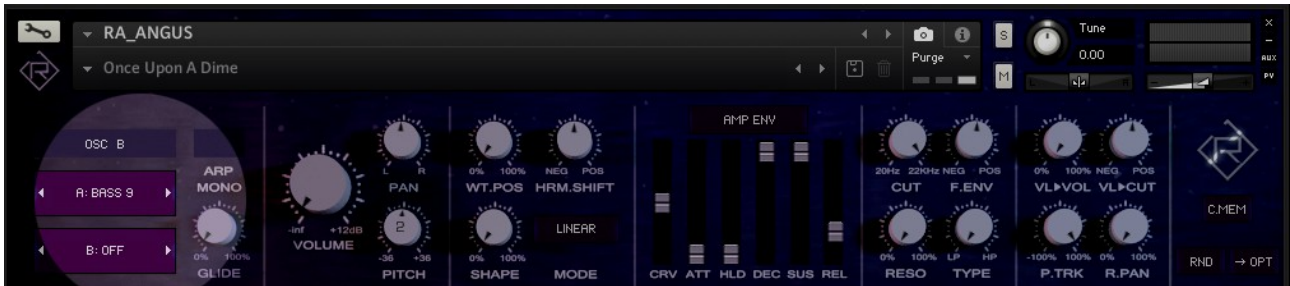 RA_ANGUS
Once Upon A Dime
Purge
S
M
Tune
0.00
L R
- +
×
-
AUX
PV
OSC B
A: BASS 9
B: OFF
ARP
MONO
0% 100%
GLIDE
-inf +12dB
VOLUME
L R
PAN
2
-36 +36
PITCH
0% 100%
WT.POS
NEG POS
HRM.SHIFT
0% 100%
SHAPE
LINEAR
MODE
AMP ENV
CRV ATT HLD DEC SUS REL
20Hz 22KHz
CUT
NEG POS
F.ENV
0% 100%
RESO
LP HP
TYPE
0% 100%
VL▶VOL
NEG POS
VL▶CUT
-100% 100%
P.TRK
0% 100%
R.PAN
C.MEM
RND → OPT